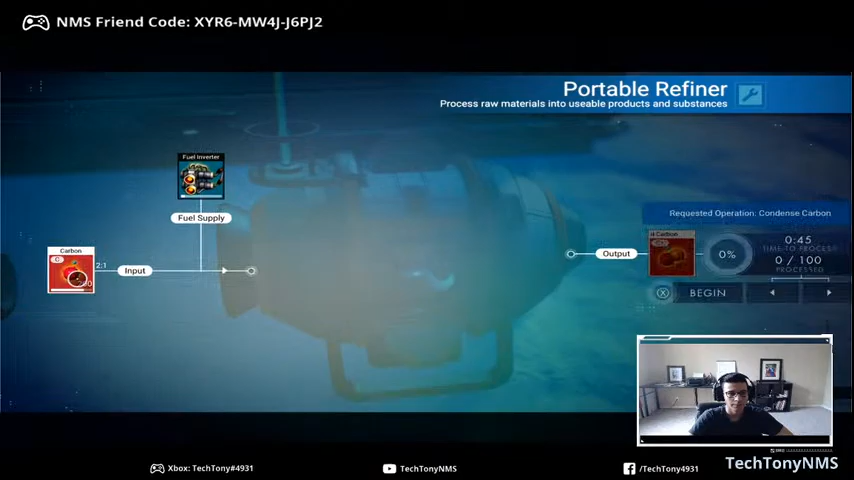 NMS Friend Code: XYR6-MW4J-J6PJ2
Portable Refiner
Process raw materials into useable products and substances
Fuel Inverter
Fuel Supply
Requested Operation: Condense Carbon
Carbon
C
2:1
Input
Output
d Carbon
0%
0:45
TIME TO PROCESS
0 / 100
PROCESSED
X BEGIN
Xbox: TechTony#4931
TechTonyNMS
/TechTony4931
TechTonyNMS